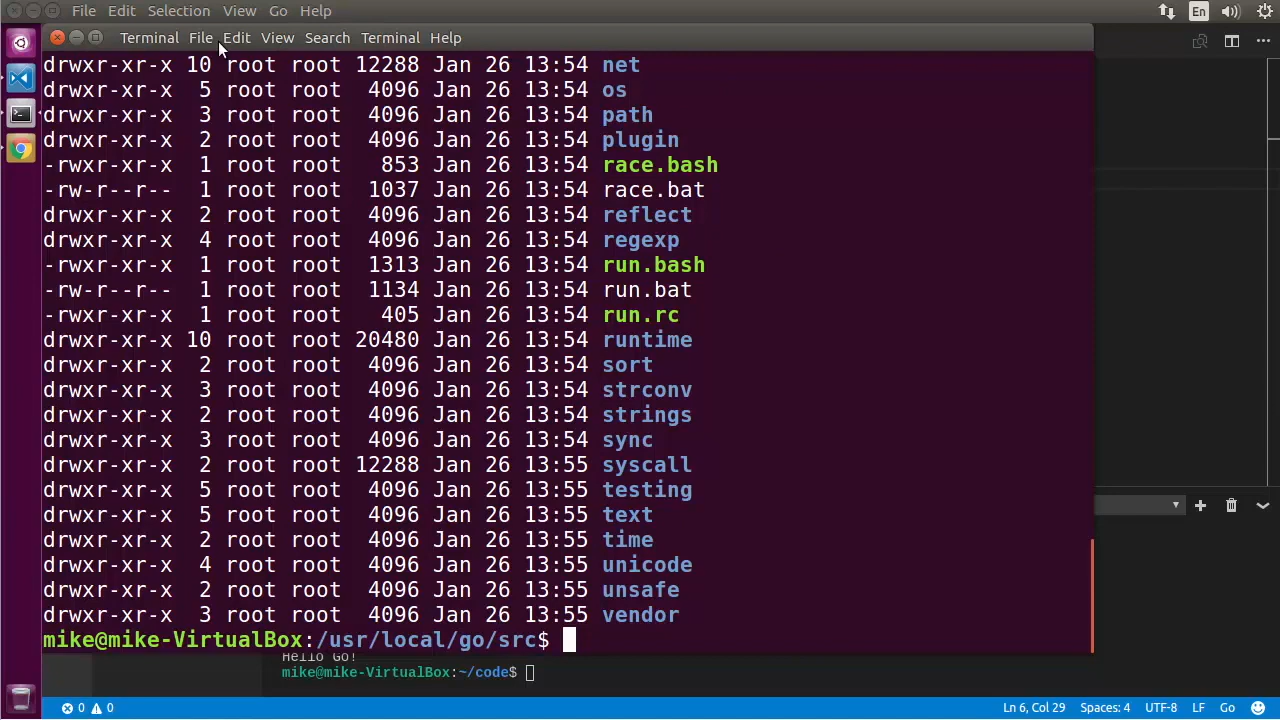 File Edit Selection View Go Help
En
Terminal File Edit View Search Terminal Help
drwxr-xr-x 10 root root 12288 Jan 26 13:54 net
drwxr-xr-x 5 root root 4096 Jan 26 13:54 os
drwxr-xr-x 3 root root 4096 Jan 26 13:54 path
drwxr-xr-x 2 root root 4096 Jan 26 13:54 plugin
-rwxr-xr-x 1 root root 853 Jan 26 13:54 race.bash
-rw-r--r-- 1 root root 1037 Jan 26 13:54 race.bat
drwxr-xr-x 2 root root 4096 Jan 26 13:54 reflect
drwxr-xr-x 4 root root 4096 Jan 26 13:54 regexp
-rwxr-xr-x 1 root root 1313 Jan 26 13:54 run.bash
-rw-r--r-- 1 root root 1134 Jan 26 13:54 run.bat
-rwxr-xr-x 1 root root 405 Jan 26 13:54 run.rc
drwxr-xr-x 10 root root 20480 Jan 26 13:54 runtime
drwxr-xr-x 2 root root 4096 Jan 26 13:54 sort
drwxr-xr-x 3 root root 4096 Jan 26 13:54 strconv
drwxr-xr-x 2 root root 4096 Jan 26 13:54 strings
drwxr-xr-x 3 root root 4096 Jan 26 13:54 sync
drwxr-xr-x 2 root root 12288 Jan 26 13:55 syscall
drwxr-xr-x 5 root root 4096 Jan 26 13:55 testing
drwxr-xr-x 5 root root 4096 Jan 26 13:55 text
drwxr-xr-x 2 root root 4096 Jan 26 13:55 time
drwxr-xr-x 4 root root 4096 Jan 26 13:55 unicode
drwxr-xr-x 2 root root 4096 Jan 26 13:55 unsafe
drwxr-xr-x 3 root root 4096 Jan 26 13:55 vendor
mike@mike-VirtualBox:/usr/local/go/src$
Hello Go!
mike@mike-VirtualBox:~/code$
0 0 Ln 6, Col 29 Spaces: 4 UTF-8 LF Go